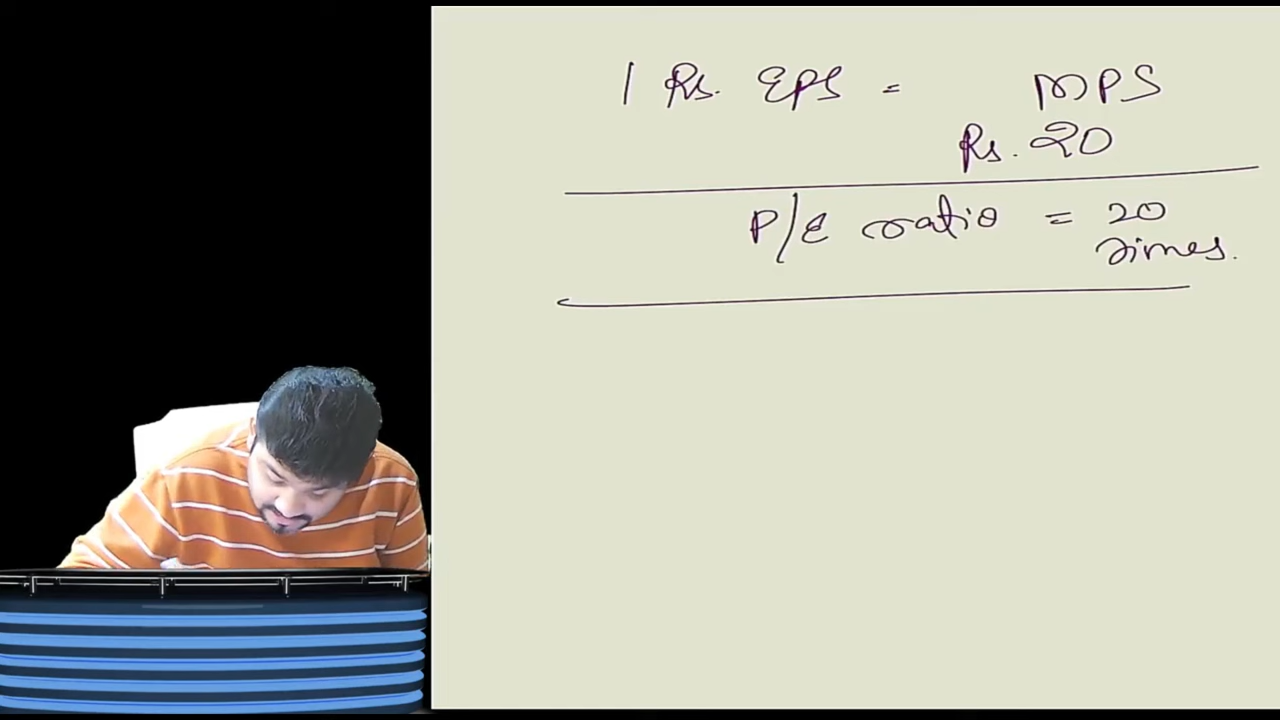 1 Rs. EPS = MPS
Rs. 20
P/E ratio = 20
times.